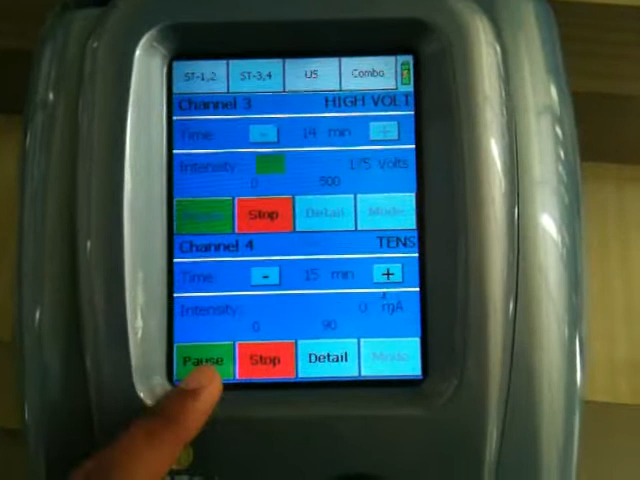 ST-1,2 ST-3,4 US Combo
Channel 3 HIGH VOLT
Time - 14 min +
Intensity 175 Volts
0 500
Pause Stop Detail Mode
Channel 4 TENS
Time - 15 min +
Intensity 0 mA
0 90
Pause Stop Detail Mode